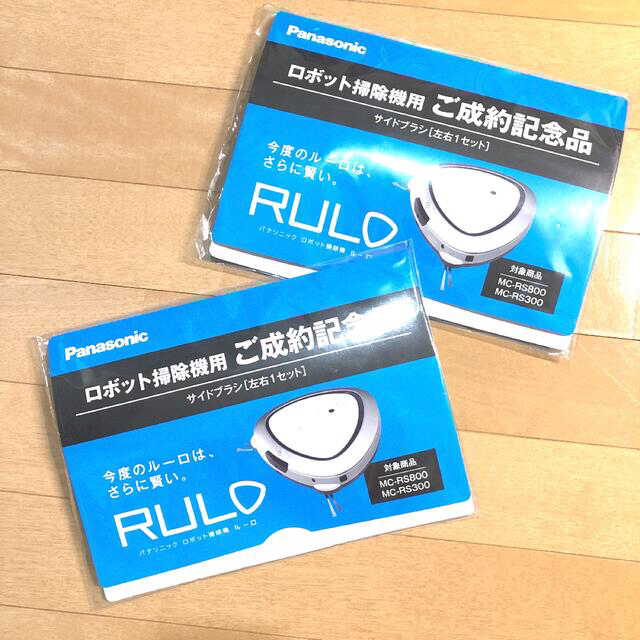 Panasonic
ロボット掃除機用 ご成約記念品
サイドブラシ[左右1セット]
今度のルーロは、
さらに賢い。
RULO
パナソニック ロボット掃除機 ルーロ
対象商品
MC-RS800
MC-RS300
Panasonic
ロボット掃除機用 ご成約記念品
サイドブラシ[左右1セット]
今度のルーロは、
さらに賢い。
RULO
パナソニック ロボット掃除機 ルーロ
対象商品
MC-RS800
MC-RS300